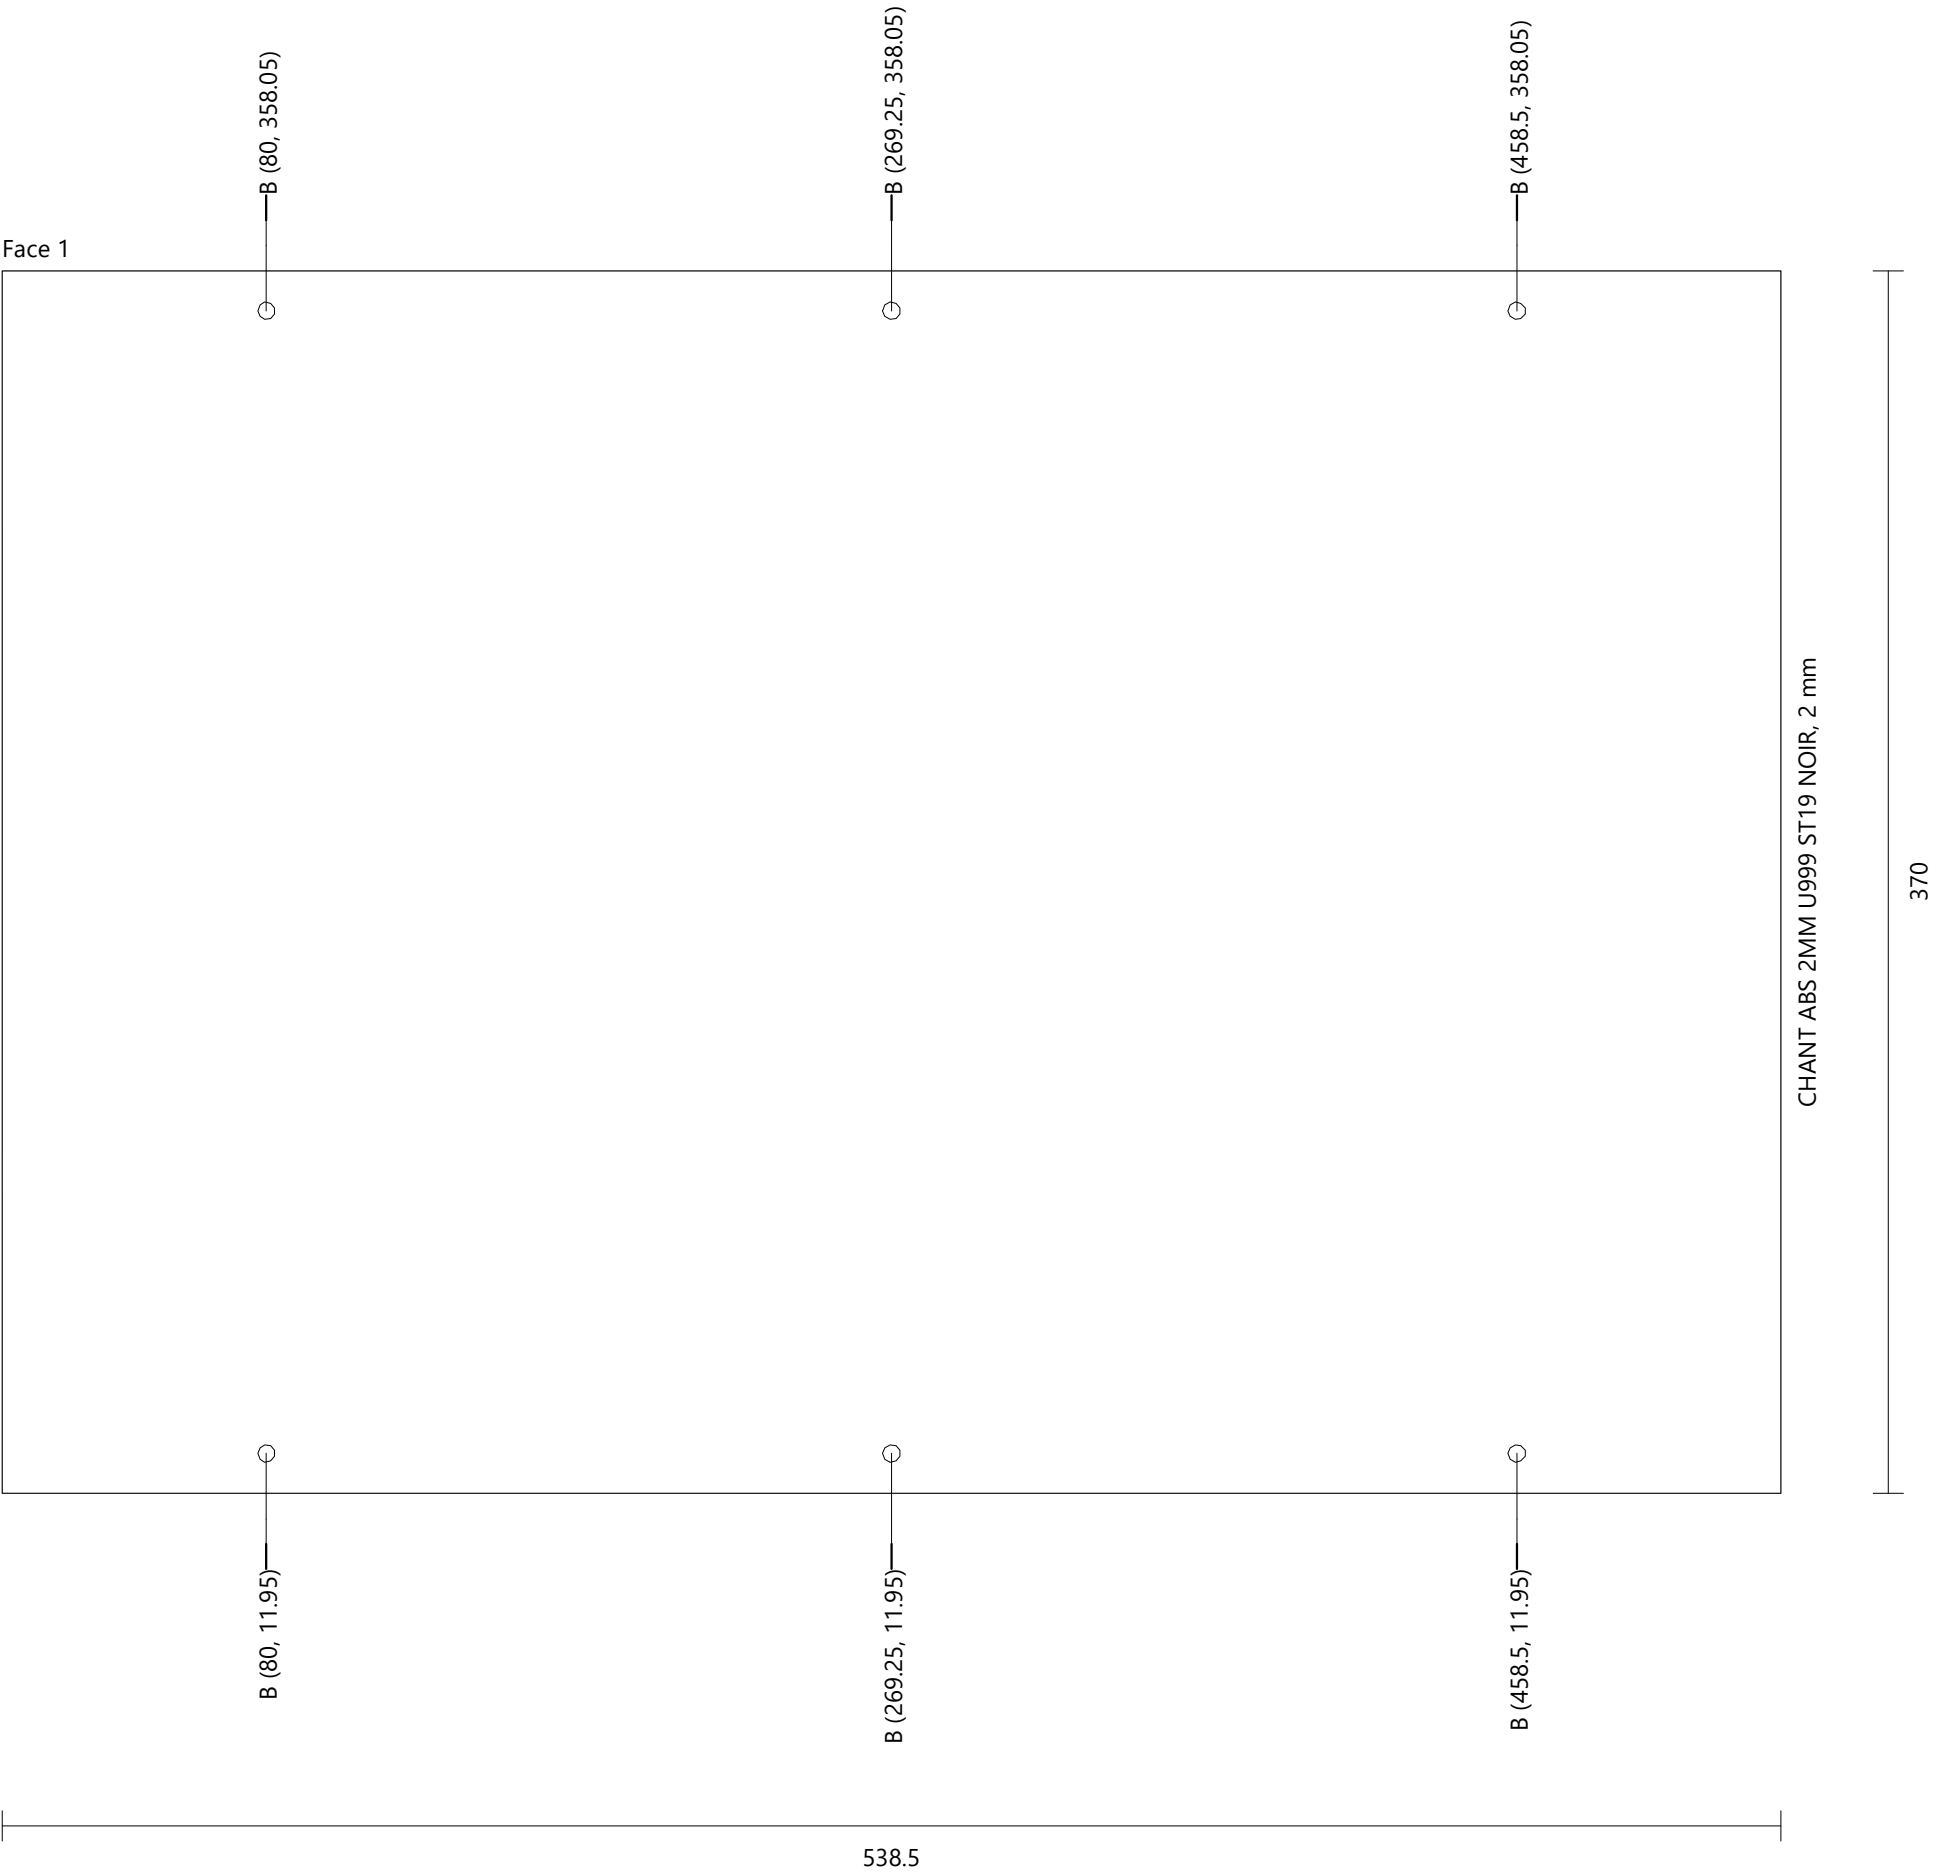 B (80, 358.05)
B (269.25, 358.05)
B (458.5, 358.05)
Face 1
CHANT ABS 2MM U999 ST19 NOIR, 2 mm
370
B (80, 11.95)
B (269.25, 11.95)
B (458.5, 11.95)
538.5